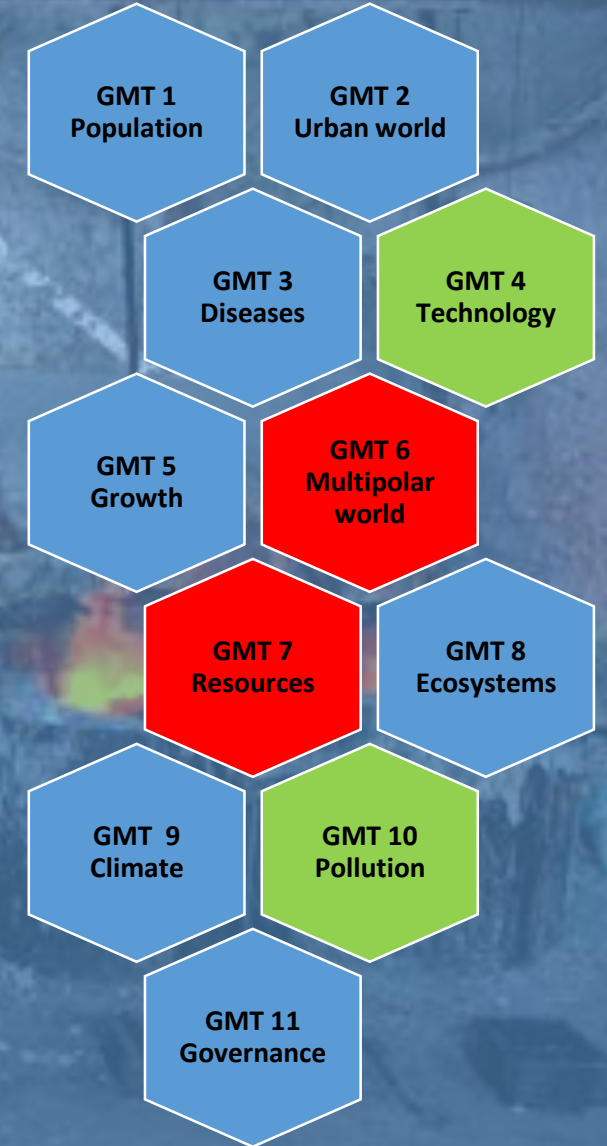 GMT 1
Population
GMT 2
Urban world
GMT 3
Diseases
GMT 4
Technology
GMT 5
Growth
GMT 6
Multipolar
world
GMT 7
Resources
GMT 8
Ecosystems
GMT 9
Climate
GMT 10
Pollution
GMT 11
Governance